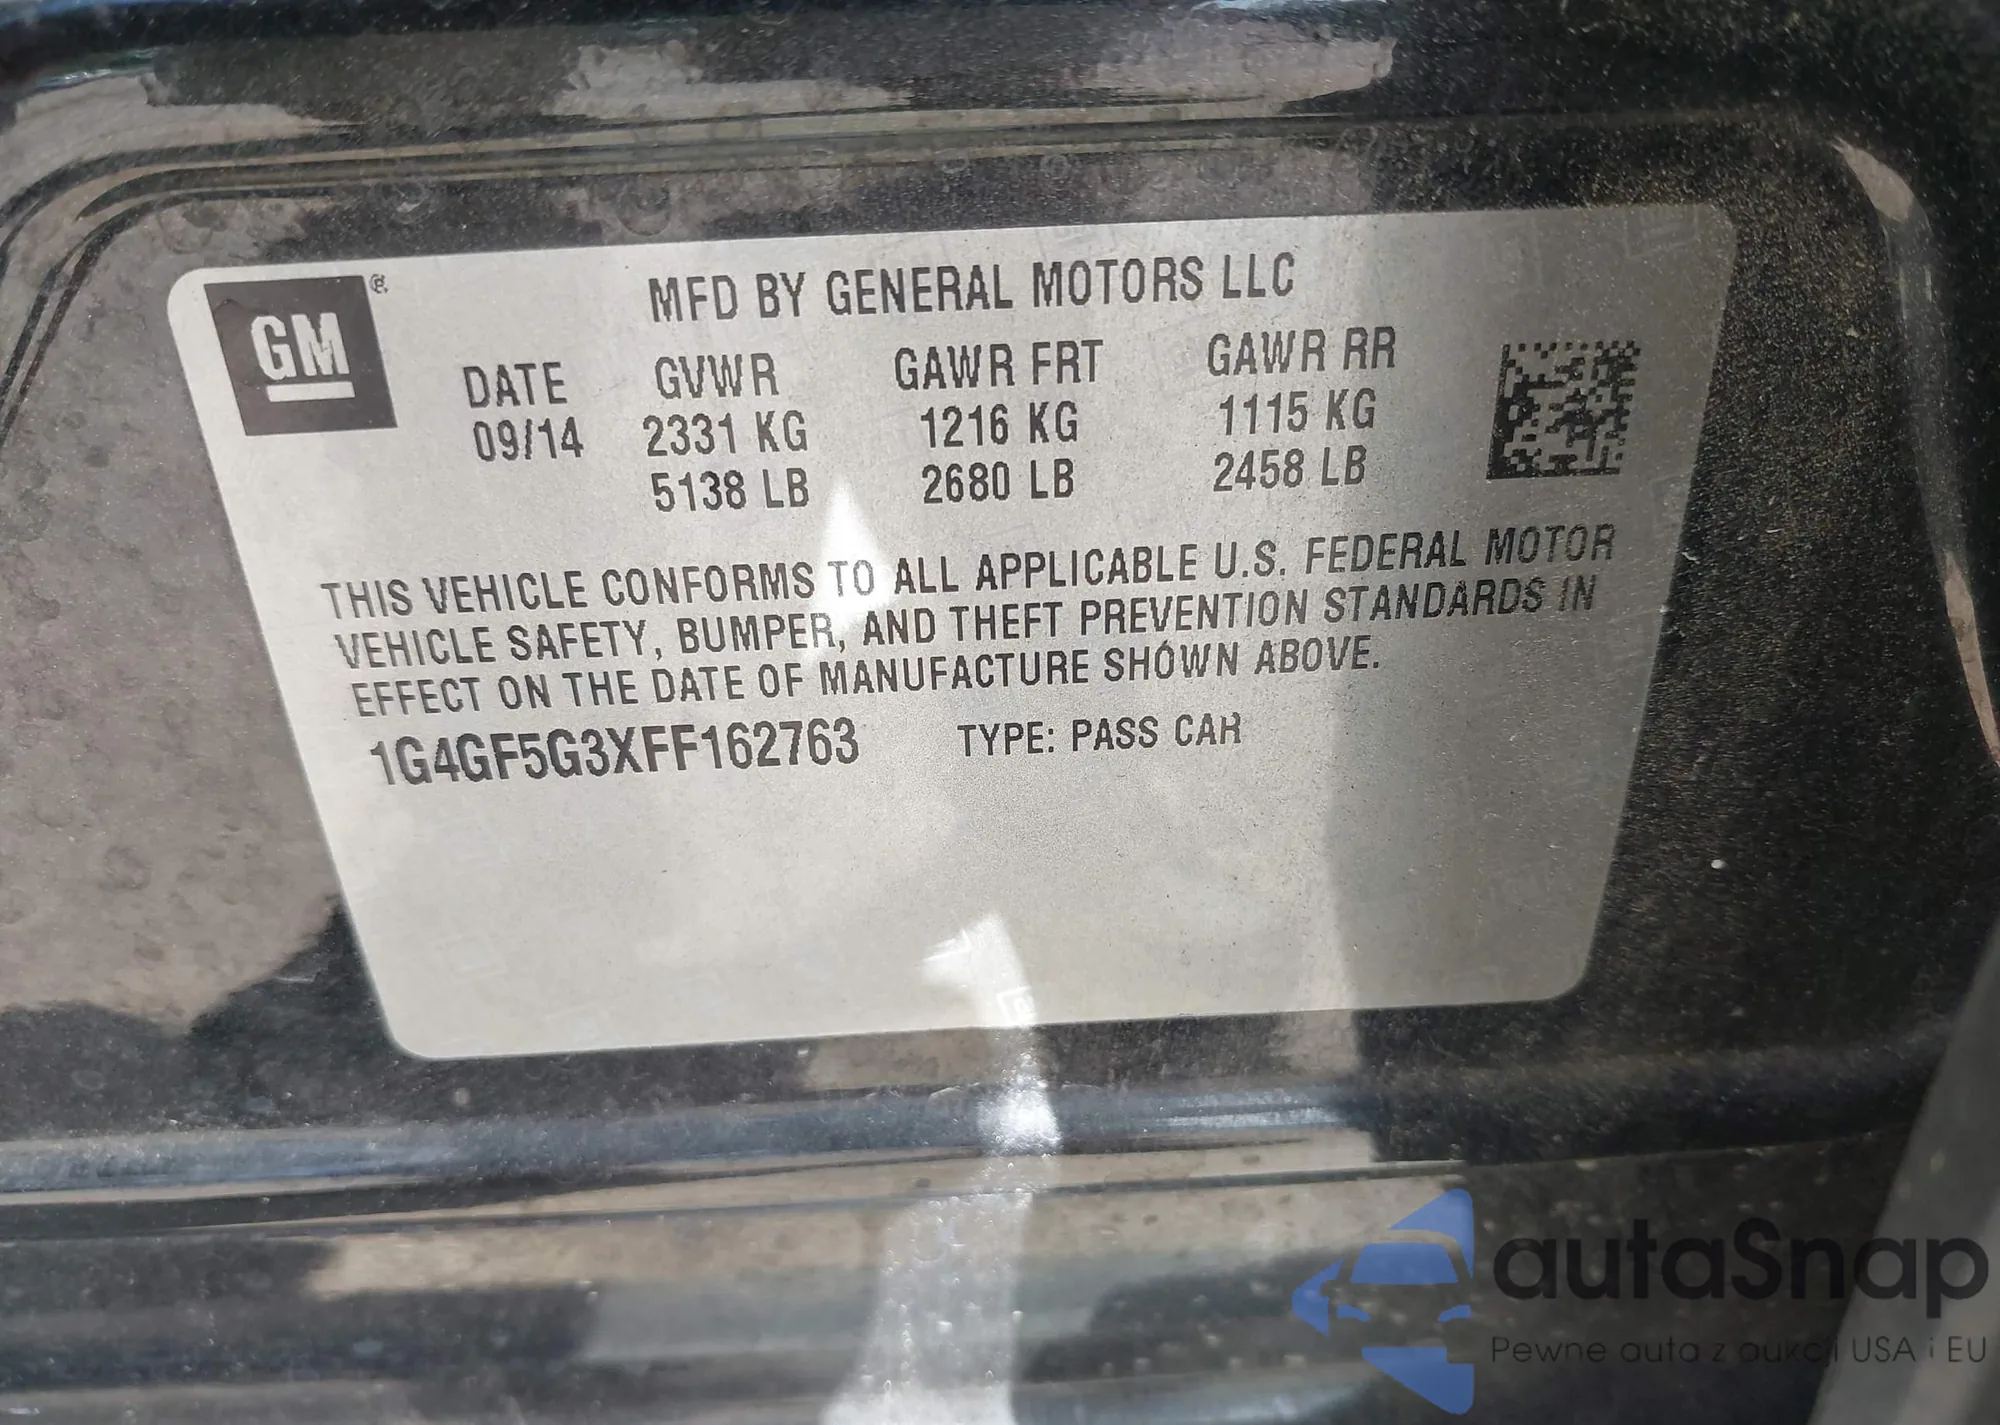 GM®
MFD BY GENERAL MOTORS LLC
DATE GVWR GAWR FRT GAWR RR
09/14 2331 KG 1216 KG 1115 KG
5138 LB 2680 LB 2458 LB
THIS VEHICLE CONFORMS TO ALL APPLICABLE U.S. FEDERAL MOTOR
VEHICLE SAFETY, BUMPER, AND THEFT PREVENTION STANDARDS IN
EFFECT ON THE DATE OF MANUFACTURE SHOWN ABOVE.
1G4GF5G3XFF162763 TYPE: PASS CAR
autaSnap
Pewne auta z aukcji USA i EU